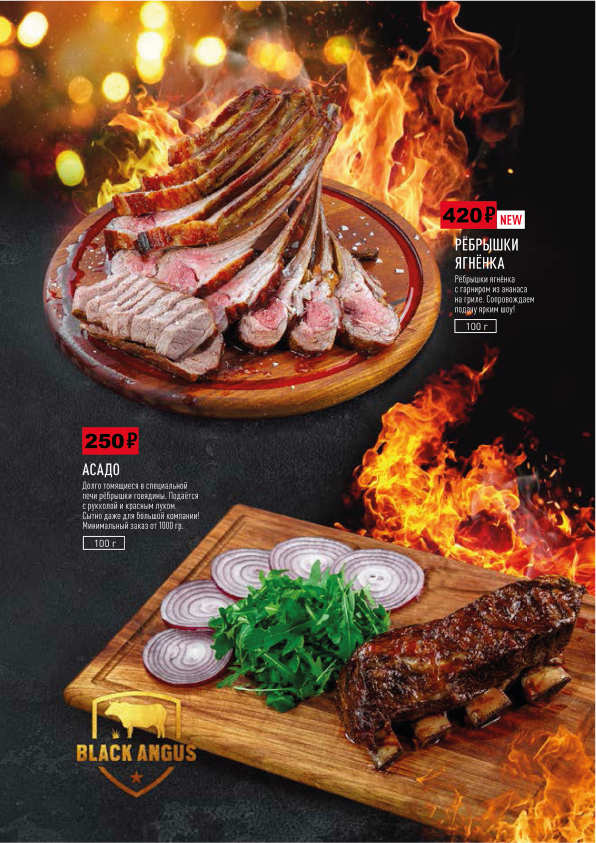 420₽ NEW
РЁБРЫШКИ
ЯГНЁНКА
Рёбрышки ягнёнка
с гарниром из ананаса
на гриле. Сопровождаем
подачу ярким шоу!
100 г
250₽
АСАДО
Долго томящиеся в специальной
печи рёбрышки говядины. Подаётся
с рукколой и красным луком.
Сытно даже для большой компании!
Минимальный заказ от 1000 гр.
100 г
BLACK ANGUS